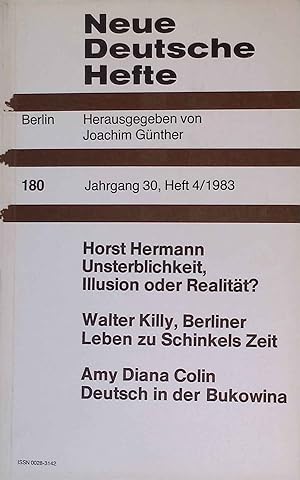 Neue
Deutsche
Hefte
Berlin Herausgegeben von
Joachim Günther
180 Jahrgang 30, Heft 4/1983
Horst Hermann
Unsterblichkeit,
Illusion oder Realität?
Walter Killy, Berliner
Leben zu Schinkels Zeit
Amy Diana Colin
Deutsch in der Bukowina
ISSN 0028-3142